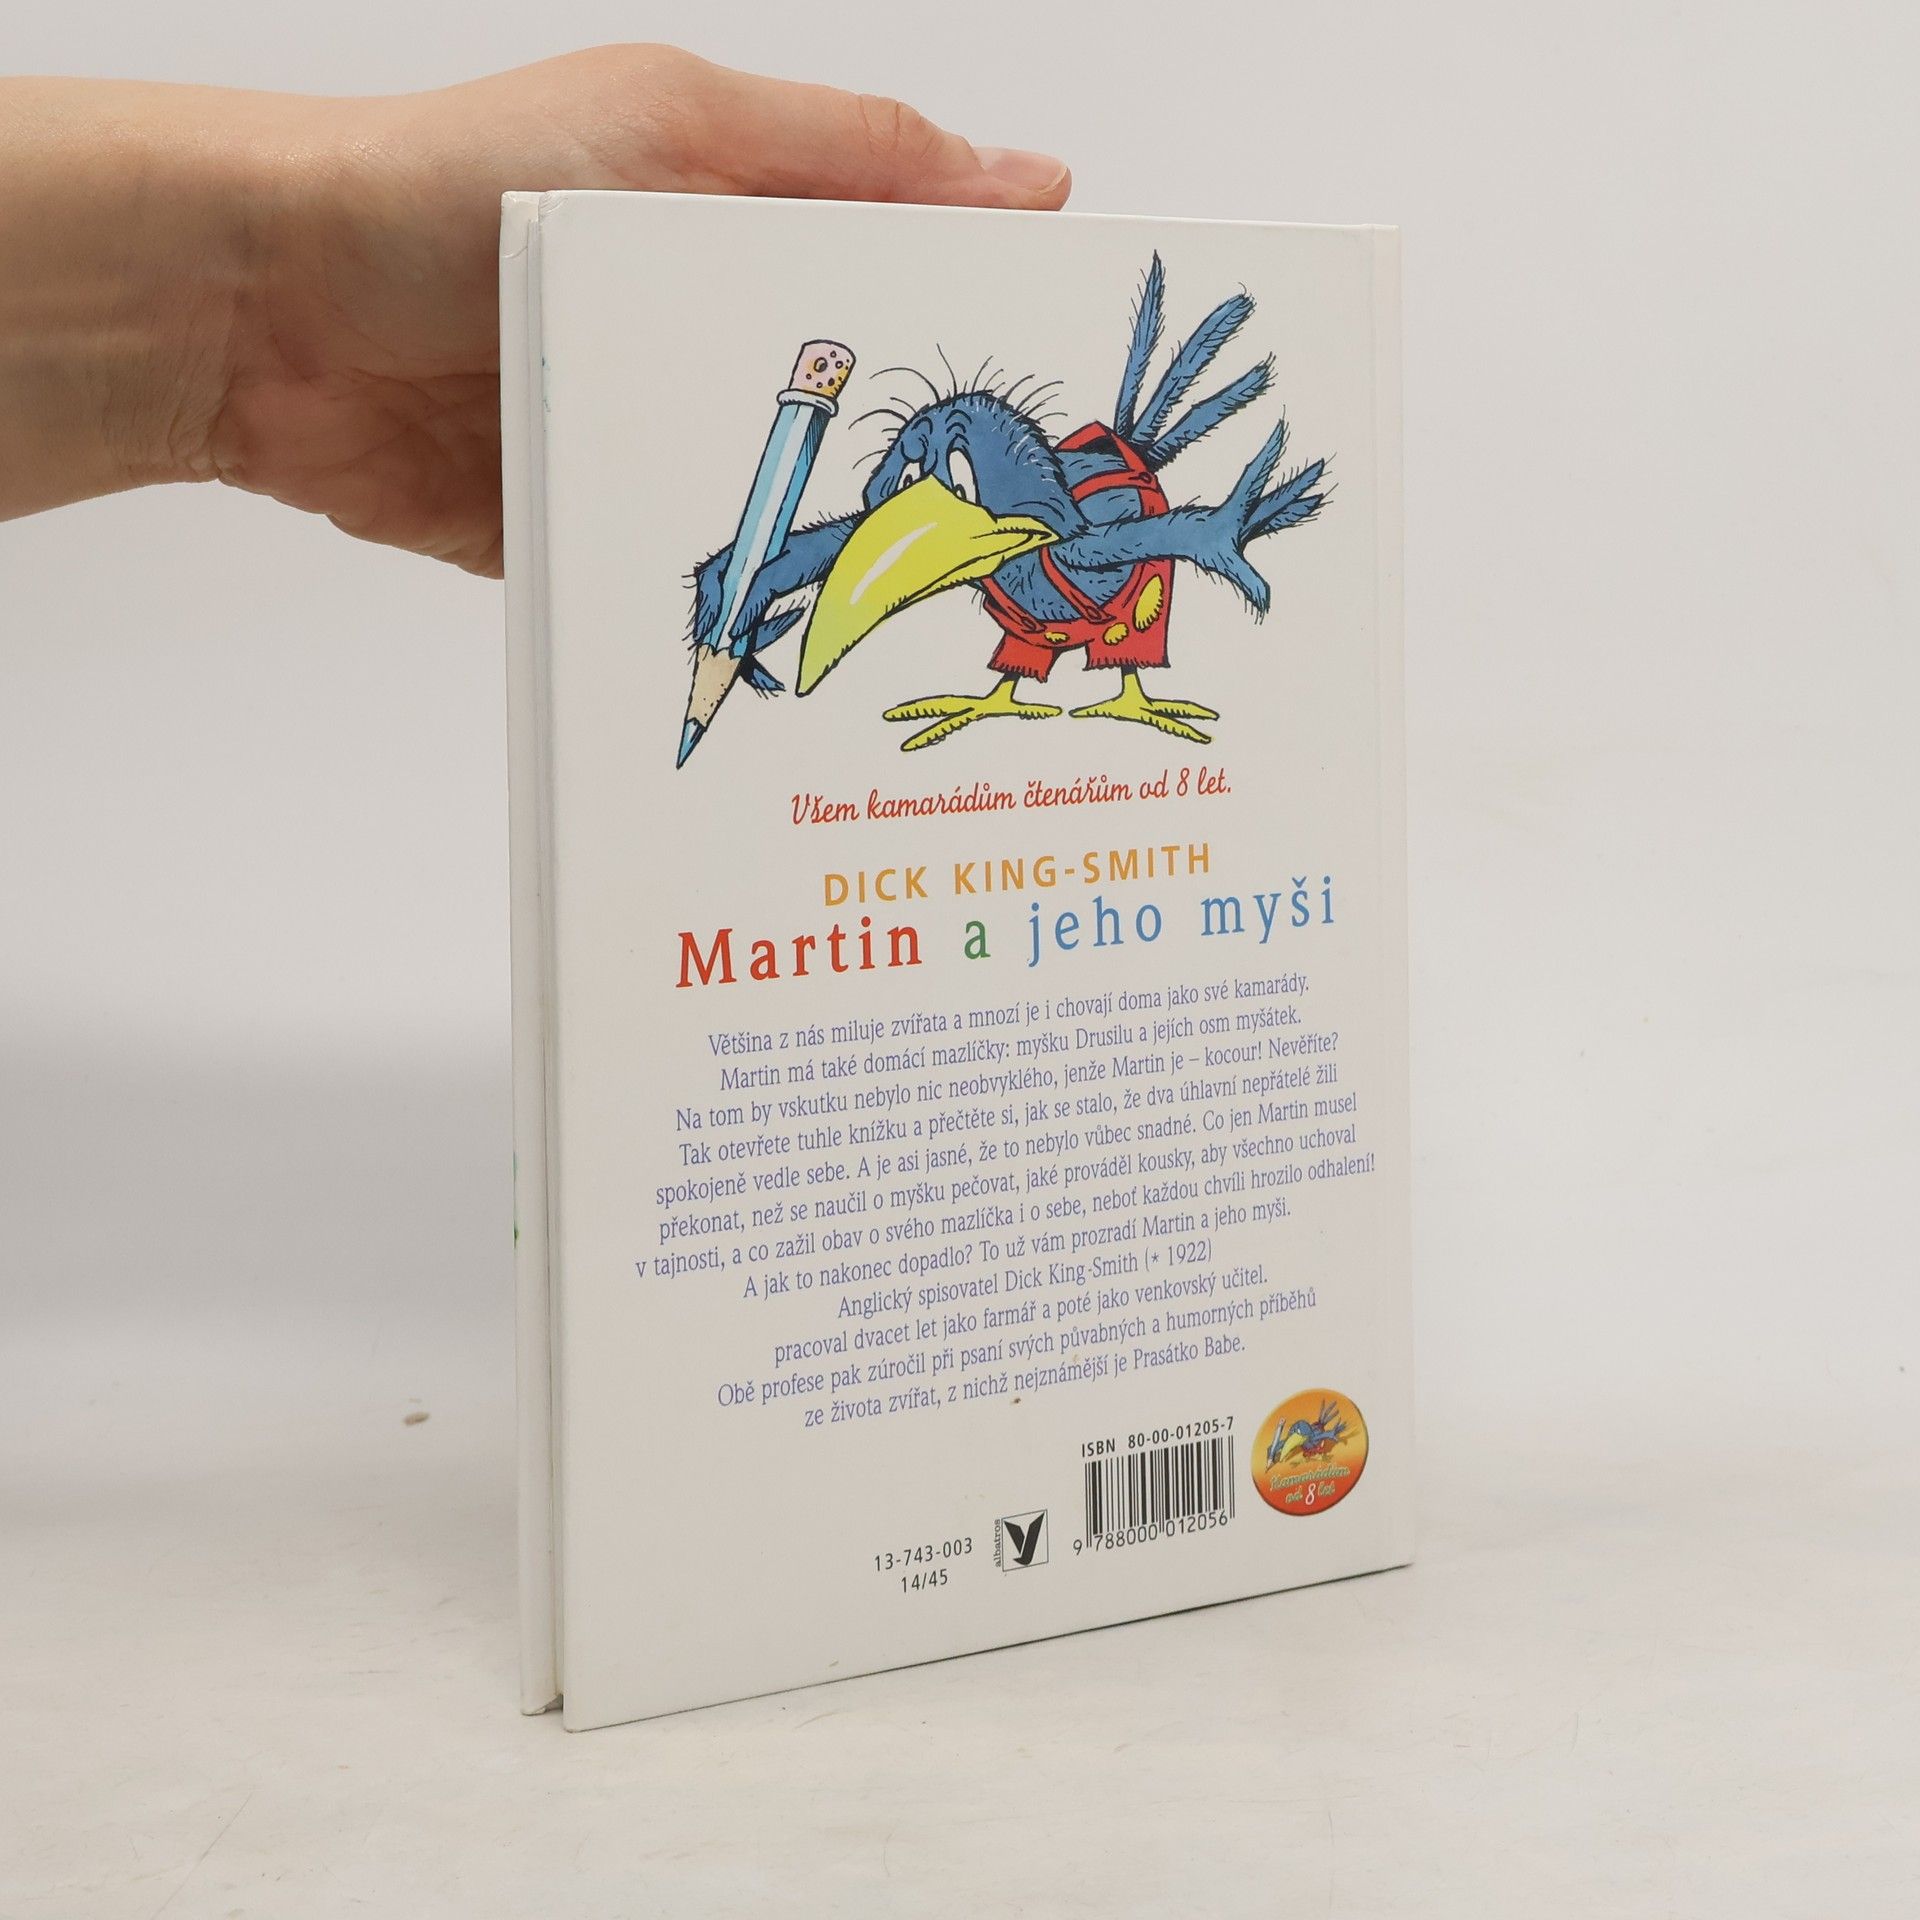 Všem kamarádům čtenářům od 8 let.
DICK KING-SMITH
Martin a jeho myši
Většina z nás miluje zvířata a mnozí je i chovají doma jako své kamarády.
Martin má také domácí mazlíčky: myšku Drusilu a jejích osm myšátek.
Na tom by vskutku nebylo nic neobvyklého, jenže Martin je – kocour! Nevěříte?
Tak otevřete tuhle knížku a přečtěte si, jak se stalo, že dva úhlavní nepřátelé žili
spokojeně vedle sebe. A je asi jasné, že to nebylo vůbec snadné. Co jen Martin musel
překonat, než se naučil o myšku pečovat, jaké prováděl kousky, aby všechno uchoval
v tajnosti, a co zažil obav o svého mazlíčka i o sebe, neboť každou chvíli hrozilo odhalení!
A jak to nakonec dopadlo? To už vám prozradí Martin a jeho myši.
Anglický spisovatel Dick King-Smith (* 1922)
pracoval dvacet let jako farmář a poté jako venkovský učitel.
Obě profese pak zúročil při psaní svých půvabných a humorných příběhů
ze života zvířat, z nichž nejznámější je Prasátko Babe.
ISBN 80-00-01205-7
9 788000 012056
Kamarádům
od 8 let
albatros
13-743-003
14/45